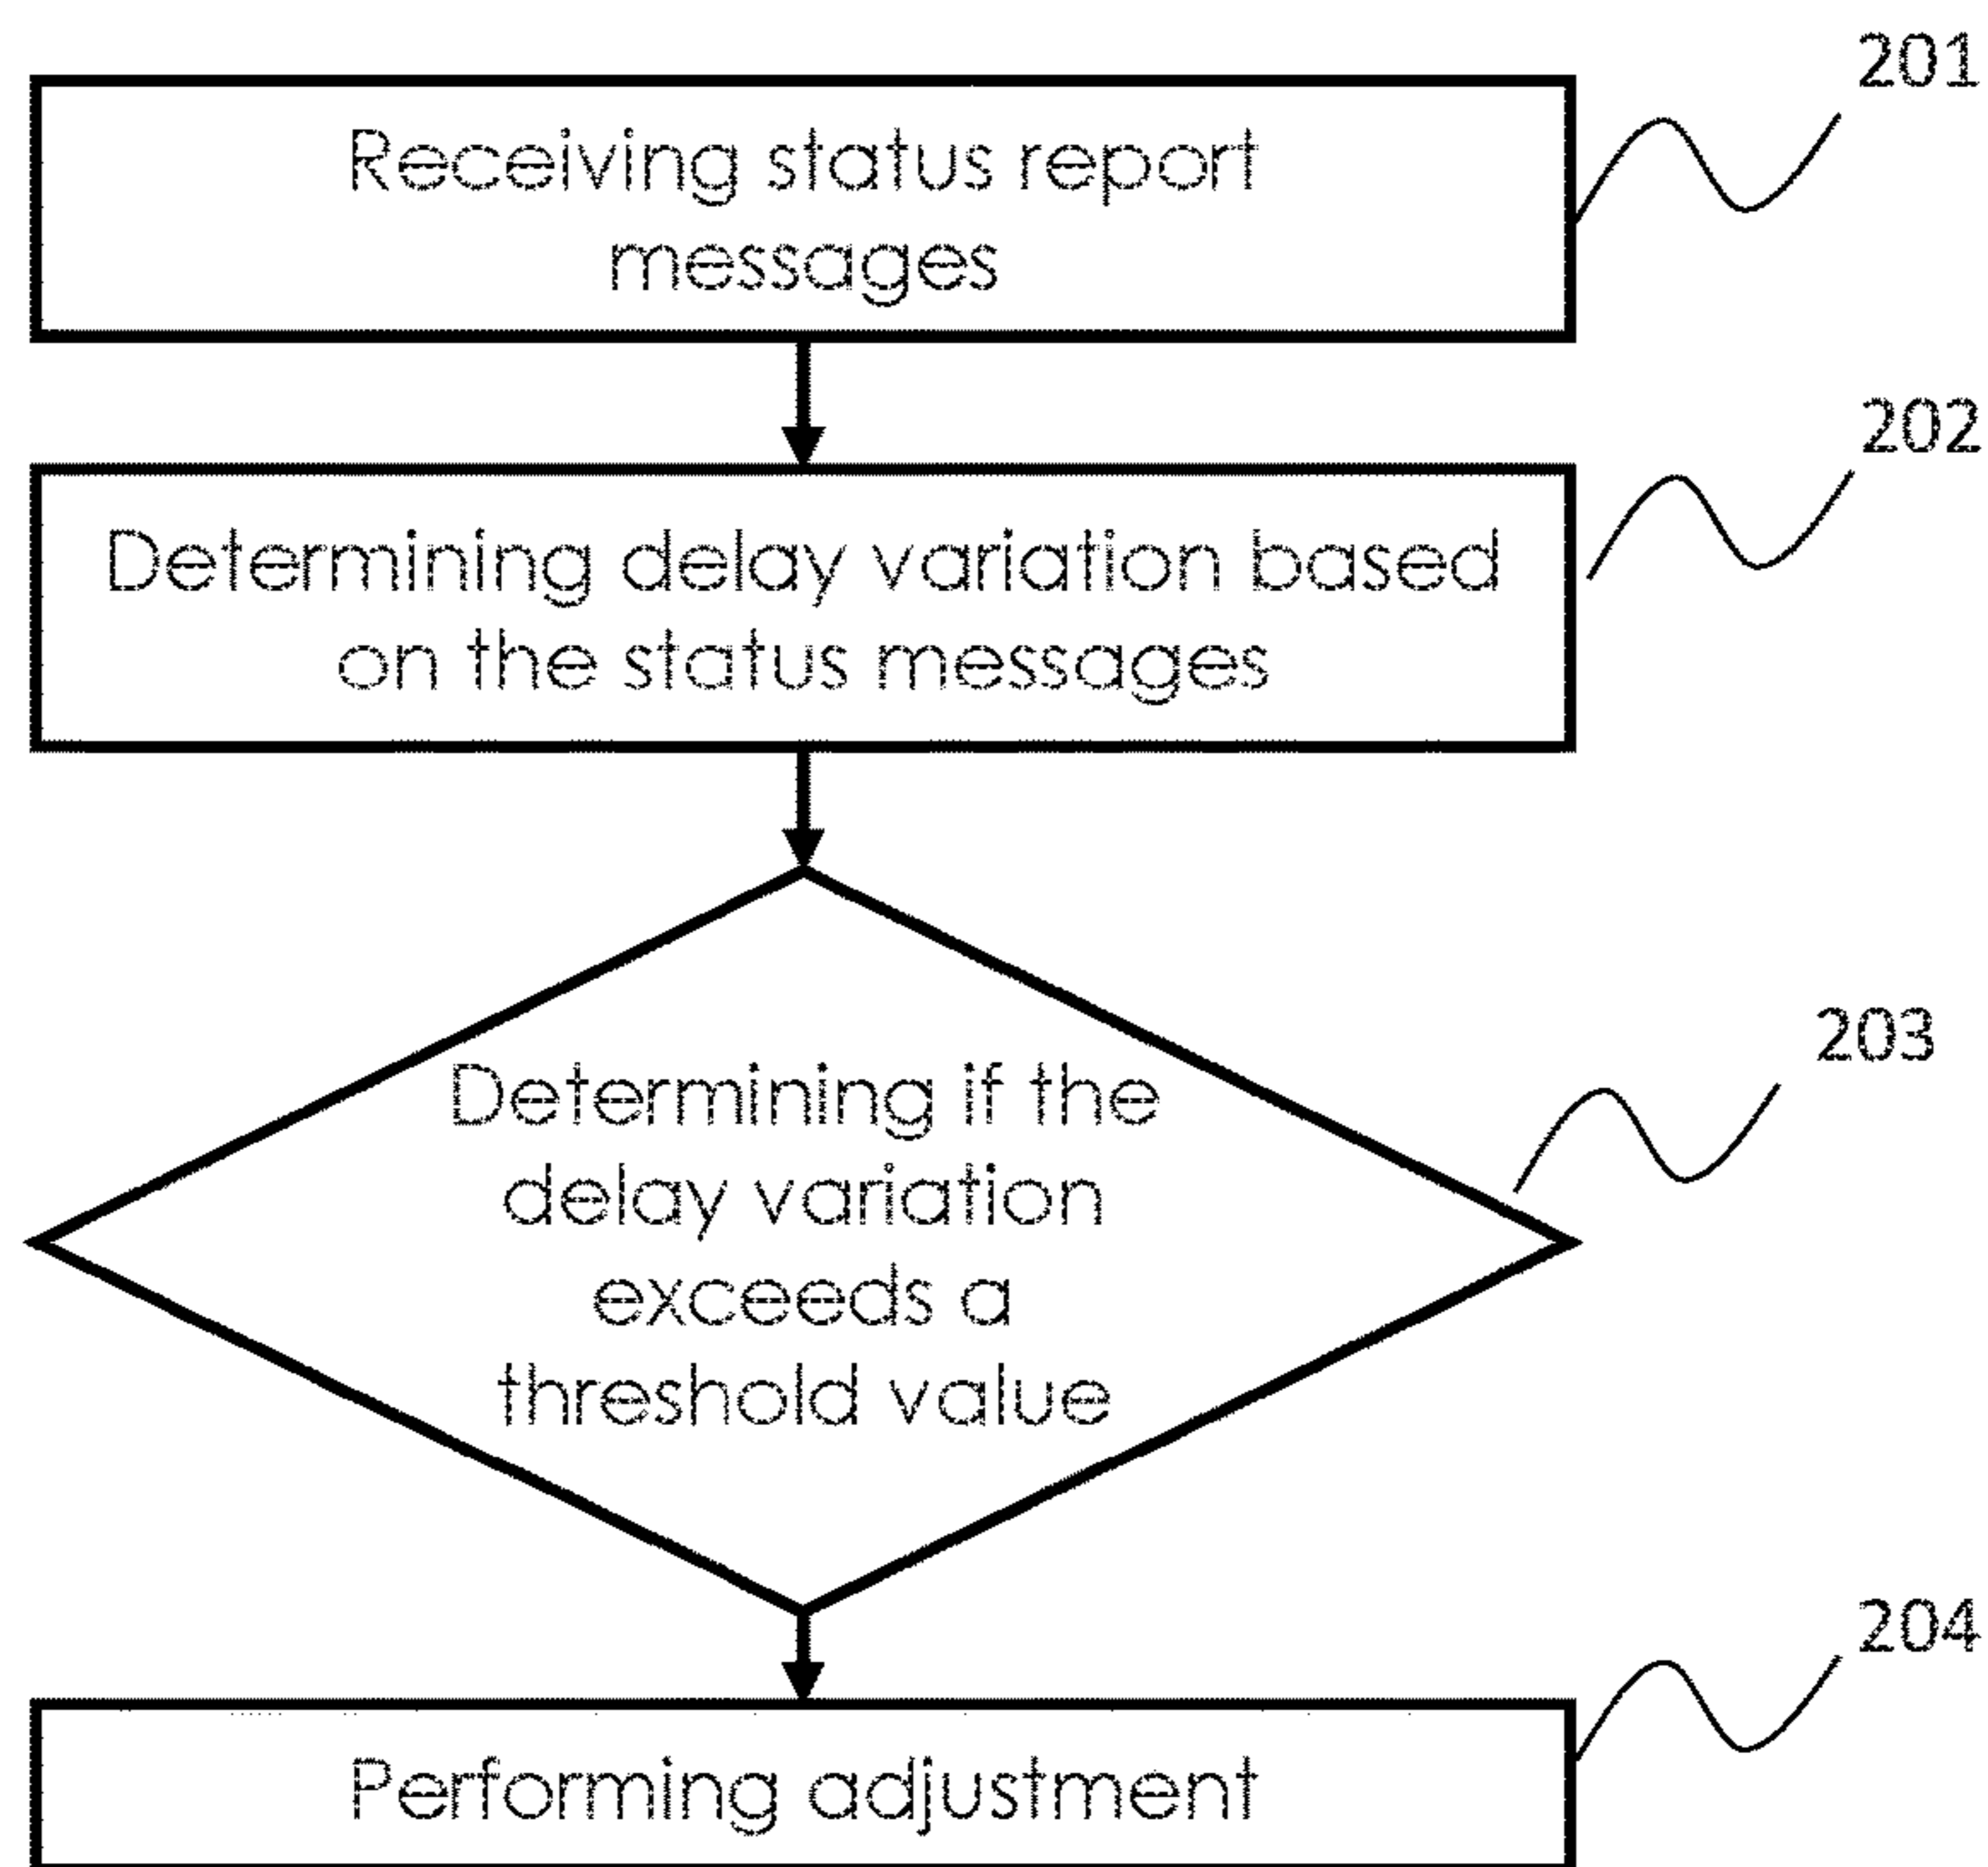 201
Receiving status report
messages
202
Determining delay variation based
on the status messages
203
Determining if the
delay variation
exceeds a
threshold value
204
Performing adjustment